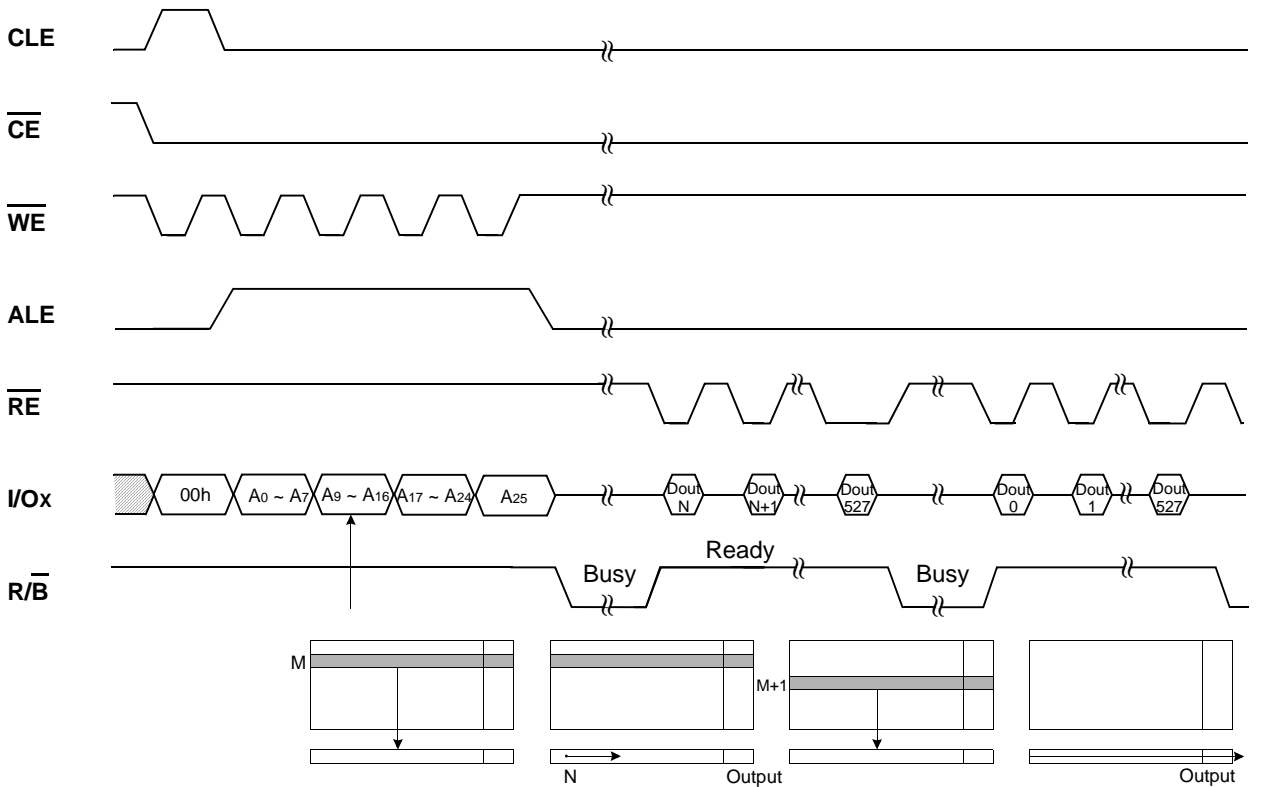 CLE
CE
WE
ALE
RE
I/Ox
00h
A0 ~ A7
A9 ~ A16
A17 ~ A24
A25
Dout
N
Dout
N+1
Dout
527
Dout
0
Dout
1
Dout
527
R/B
Busy
Ready
Busy
M
M+1
N
Output
Output